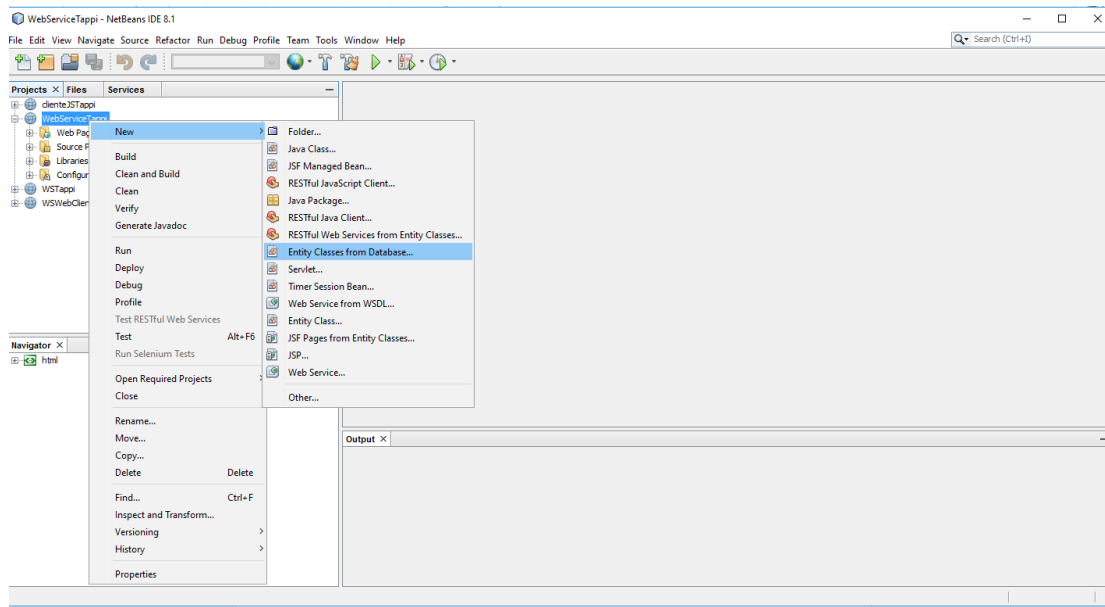 WebServiceTappi - NetBeans IDE 8.1
File Edit View Navigate Source Refactor Run Debug Profile Team Tools Window Help
Search (Ctrl+I)
Projects Files Services
clienteJSTappi
WebServiceTappi
Web Pag
Source P
Libraries
Configur
WSTappi
WSWebClien
New
Build
Clean and Build
Clean
Verify
Generate Javadoc
Run
Deploy
Debug
Profile
Test RESTful Web Services
Test Alt+F6
Run Selenium Tests
Open Required Projects
Close
Rename...
Move...
Copy...
Delete Delete
Find... Ctrl+F
Inspect and Transform...
Versioning
History
Properties
Folder...
Java Class...
JSF Managed Bean...
RESTful JavaScript Client...
Java Package...
RESTful Java Client...
RESTful Web Services from Entity Classes...
Entity Classes from Database...
Servlet...
Timer Session Bean...
Web Service from WSDL...
Entity Class...
JSF Pages from Entity Classes...
JSP...
Web Service...
Other...
Navigator
html
Output